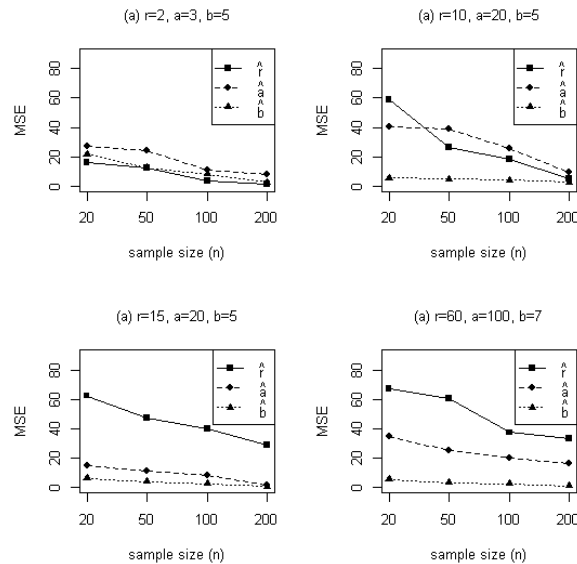 (a) r=2, a=3, b=5
MSE
80
60
40
20
0
20 50 100 200
sample size (n)
r̂
â
b̂
(a) r=10, a=20, b=5
MSE
80
60
40
20
0
20 50 100 200
sample size (n)
r̂
â
b̂
(a) r=15, a=20, b=5
MSE
80
60
40
20
0
20 50 100 200
sample size (n)
r̂
â
b̂
(a) r=60, a=100, b=7
MSE
80
60
40
20
0
20 50 100 200
sample size (n)
r̂
â
b̂